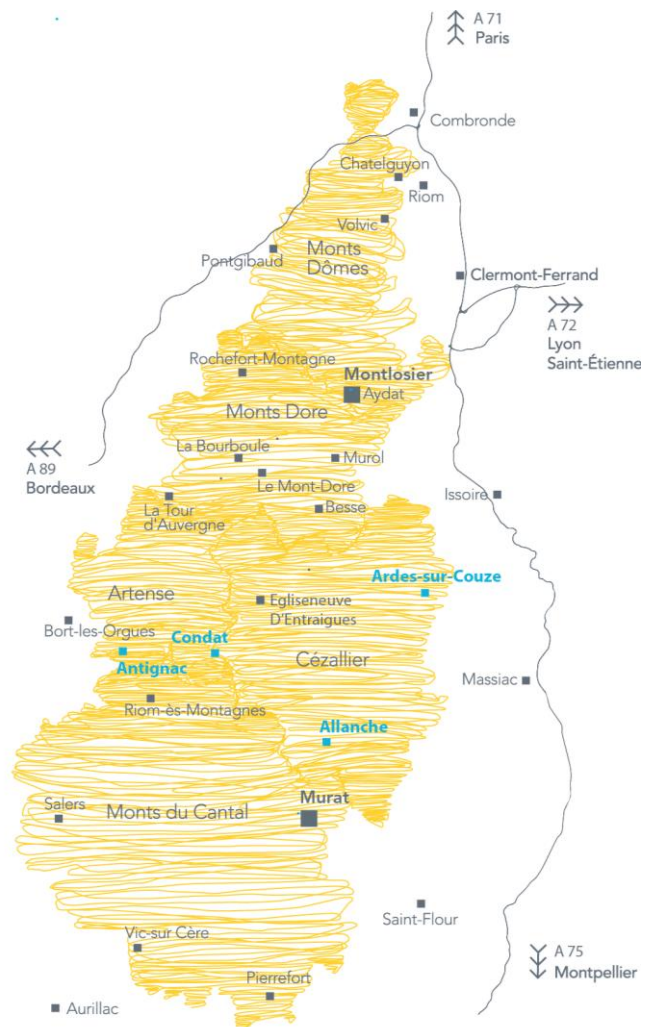 A 71
Paris
Combronde
Chatelguyon
Riom
Volvic
Monts
Dômes
Pontgibaud
Clermont-Ferrand
A 72
Lyon
Saint-Étienne
Rochefort-Montagne
Montlosier
Aydat
Monts Dore
La Bourboule
Murol
A 89
Bordeaux
Le Mont-Dore
Issoire
La Tour
d'Auvergne
Besse
Ardes-sur-Couze
Artense
Egliseneuve
D'Entraigues
Bort-les-Orgues
Condat
Cézallier
Antignac
Massiac
Riom-ès-Montagnes
Allanche
Murat
Salers
Monts du Cantal
Saint-Flour
Vic-sur Cère
A 75
Montpellier
Pierrefort
Aurillac